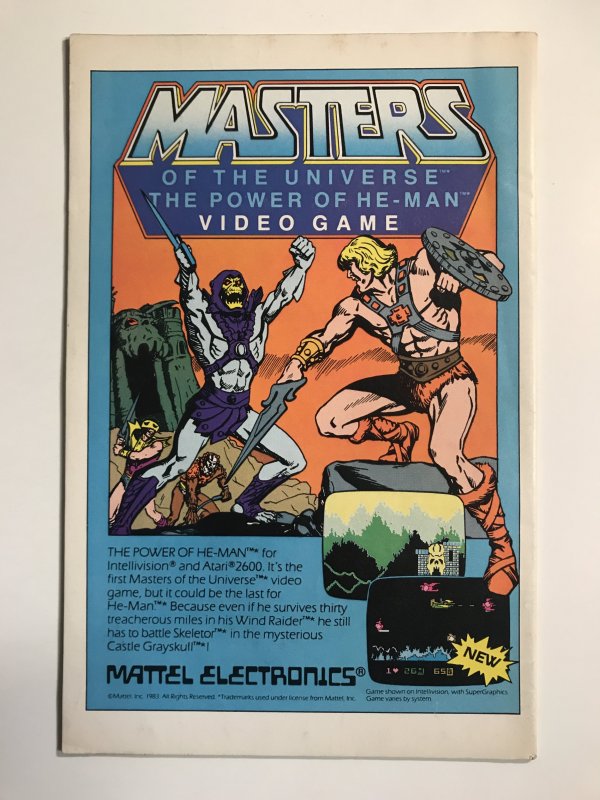 MASTERS
OF THE UNIVERSE™*
THE POWER OF HE-MAN™*
VIDEO GAME
THE POWER OF HE-MAN™* for
Intellivision® and Atari® 2600. It's the
first Masters of the Universe™* video
game, but it could be the last for
He-Man.™* Because even if he survives thirty
treacherous miles in his Wind Raider™* he still
has to battle Skeletor™* in the mysterious
Castle Grayskull™*!
MATTEL ELECTRONICS®
©Mattel, Inc. 1983. All Rights Reserved. *Trademarks used under license from Mattel, Inc.
NEW
Game shown on Intellivision, with SuperGraphics
Game varies by system.